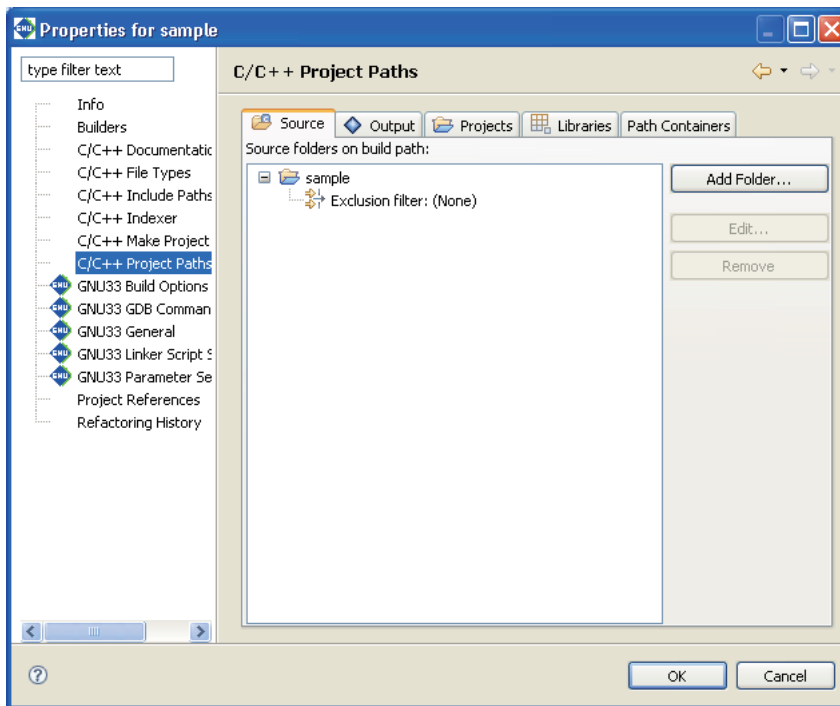 Properties for sample
type filter text
Info
Builders
C/C++ Documentatic
C/C++ File Types
C/C++ Include Paths
C/C++ Indexer
C/C++ Make Project
C/C++ Project Paths
GNU33 Build Options
GNU33 GDB Comman
GNU33 General
GNU33 Linker Script S
GNU33 Parameter Se
Project References
Refactoring History
C/C++ Project Paths
Source Output Projects Libraries Path Containers
Source folders on build path:
sample
Exclusion filter: (None)
Add Folder...
Edit...
Remove
OK Cancel